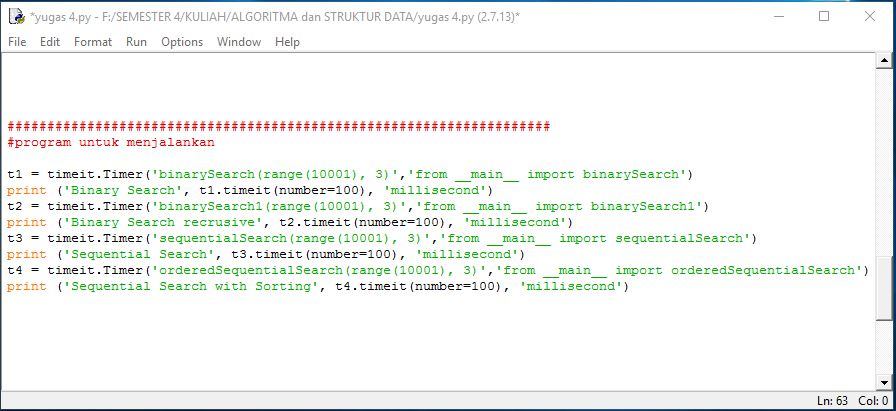 *yugas 4.py - F:/SEMESTER 4/KULIAH/ALGORITMA dan STRUKTUR DATA/yugas 4.py (2.7.13)*
File Edit Format Run Options Window Help
####################################################################
#program untuk menjalankan
t1 = timeit.Timer('binarySearch(range(10001), 3)','from __main__ import binarySearch')
print ('Binary Search', t1.timeit(number=100), 'millisecond')
t2 = timeit.Timer('binarySearch1(range(10001), 3)','from __main__ import binarySearch1')
print ('Binary Search recrusive', t2.timeit(number=100), 'millisecond')
t3 = timeit.Timer('sequentialSearch(range(10001), 3)','from __main__ import sequentialSearch')
print ('Sequential Search', t3.timeit(number=100), 'millisecond')
t4 = timeit.Timer('orderedSequentialSearch(range(10001), 3)','from __main__ import orderedSequentialSearch')
print ('Sequential Search with Sorting', t4.timeit(number=100), 'millisecond')
Ln: 63 Col: 0